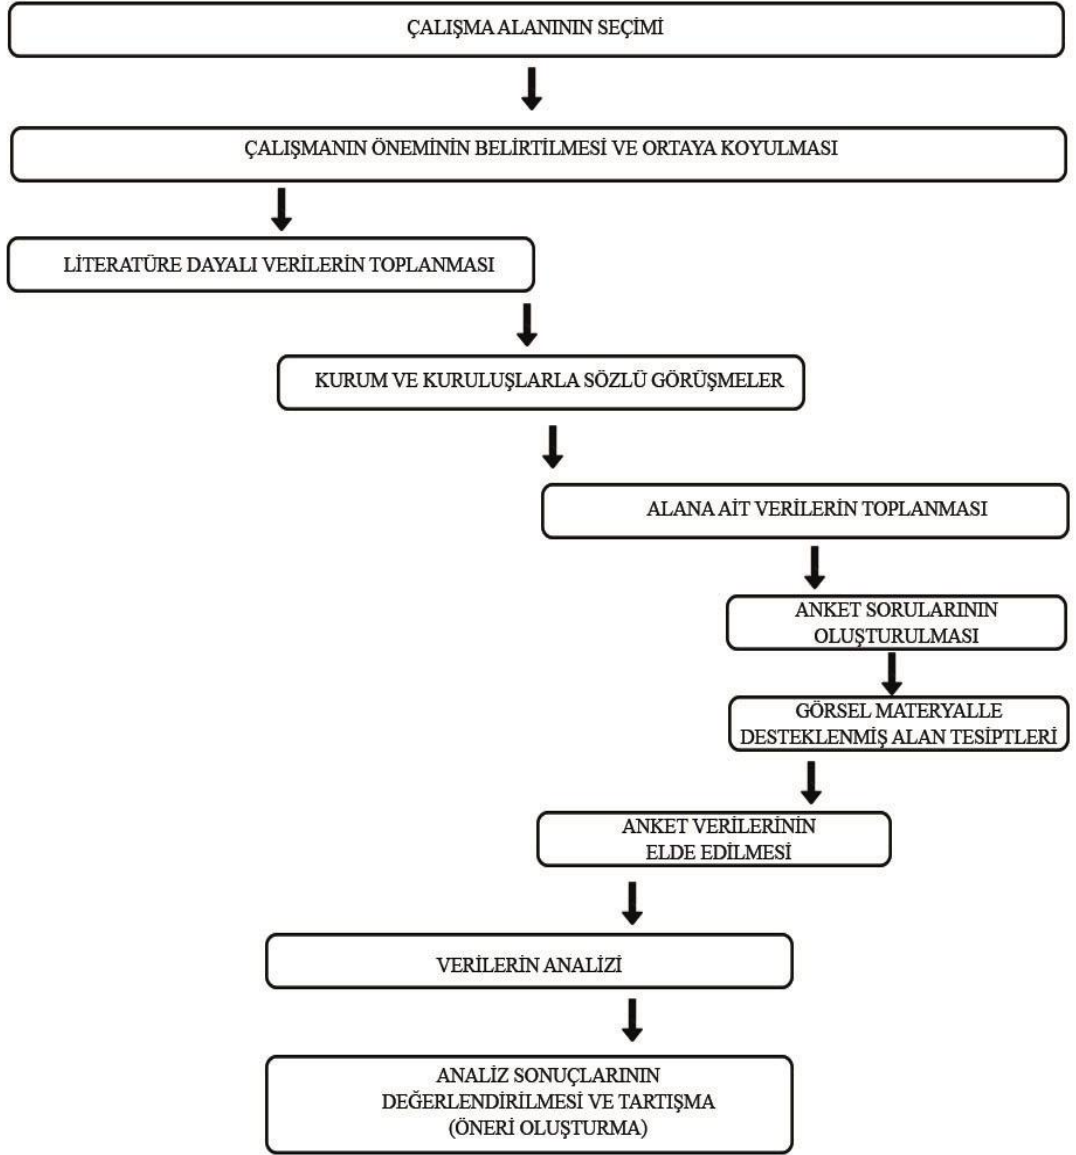 ÇALIŞMA ALANININ SEÇİMİ
ÇALIŞMANIN ÖNEMİNİN BELİRTİLMESİ VE ORTAYA KOYULMASI
LİTERATÜRE DAYALI VERİLERİN TOPLANMASI
KURUM VE KURULUŞLARLA SÖZLÜ GÖRÜŞMELER
ALANA AİT VERİLERİN TOPLANMASI
ANKET SORULARININ
OLUŞTURULMASI
GÖRSEL MATERYALLE
DESTEKLENMİŞ ALAN TESİPTLERİ
ANKET VERİLERİNİN
ELDE EDİLMESİ
VERİLERİN ANALİZİ
ANALİZ SONUÇLARININ
DEĞERLENDİRİLMESİ VE TARTIŞMA
(ÖNERİ OLUŞTURMA)